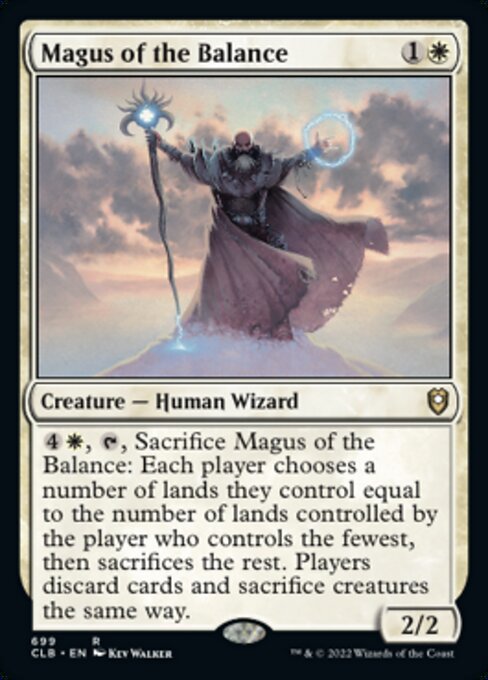 Magus of the Balance 1
Creature — Human Wizard
4, Sacrifice Magus of the
Balance: Each player chooses a
number of lands they control equal
to the number of lands controlled by
the player who controls the fewest,
then sacrifices the rest. Players
discard cards and sacrifice creatures
the same way.
2/2
699 R
CLB • EN Kev Walker
™ & © 2022 Wizards of the Coast